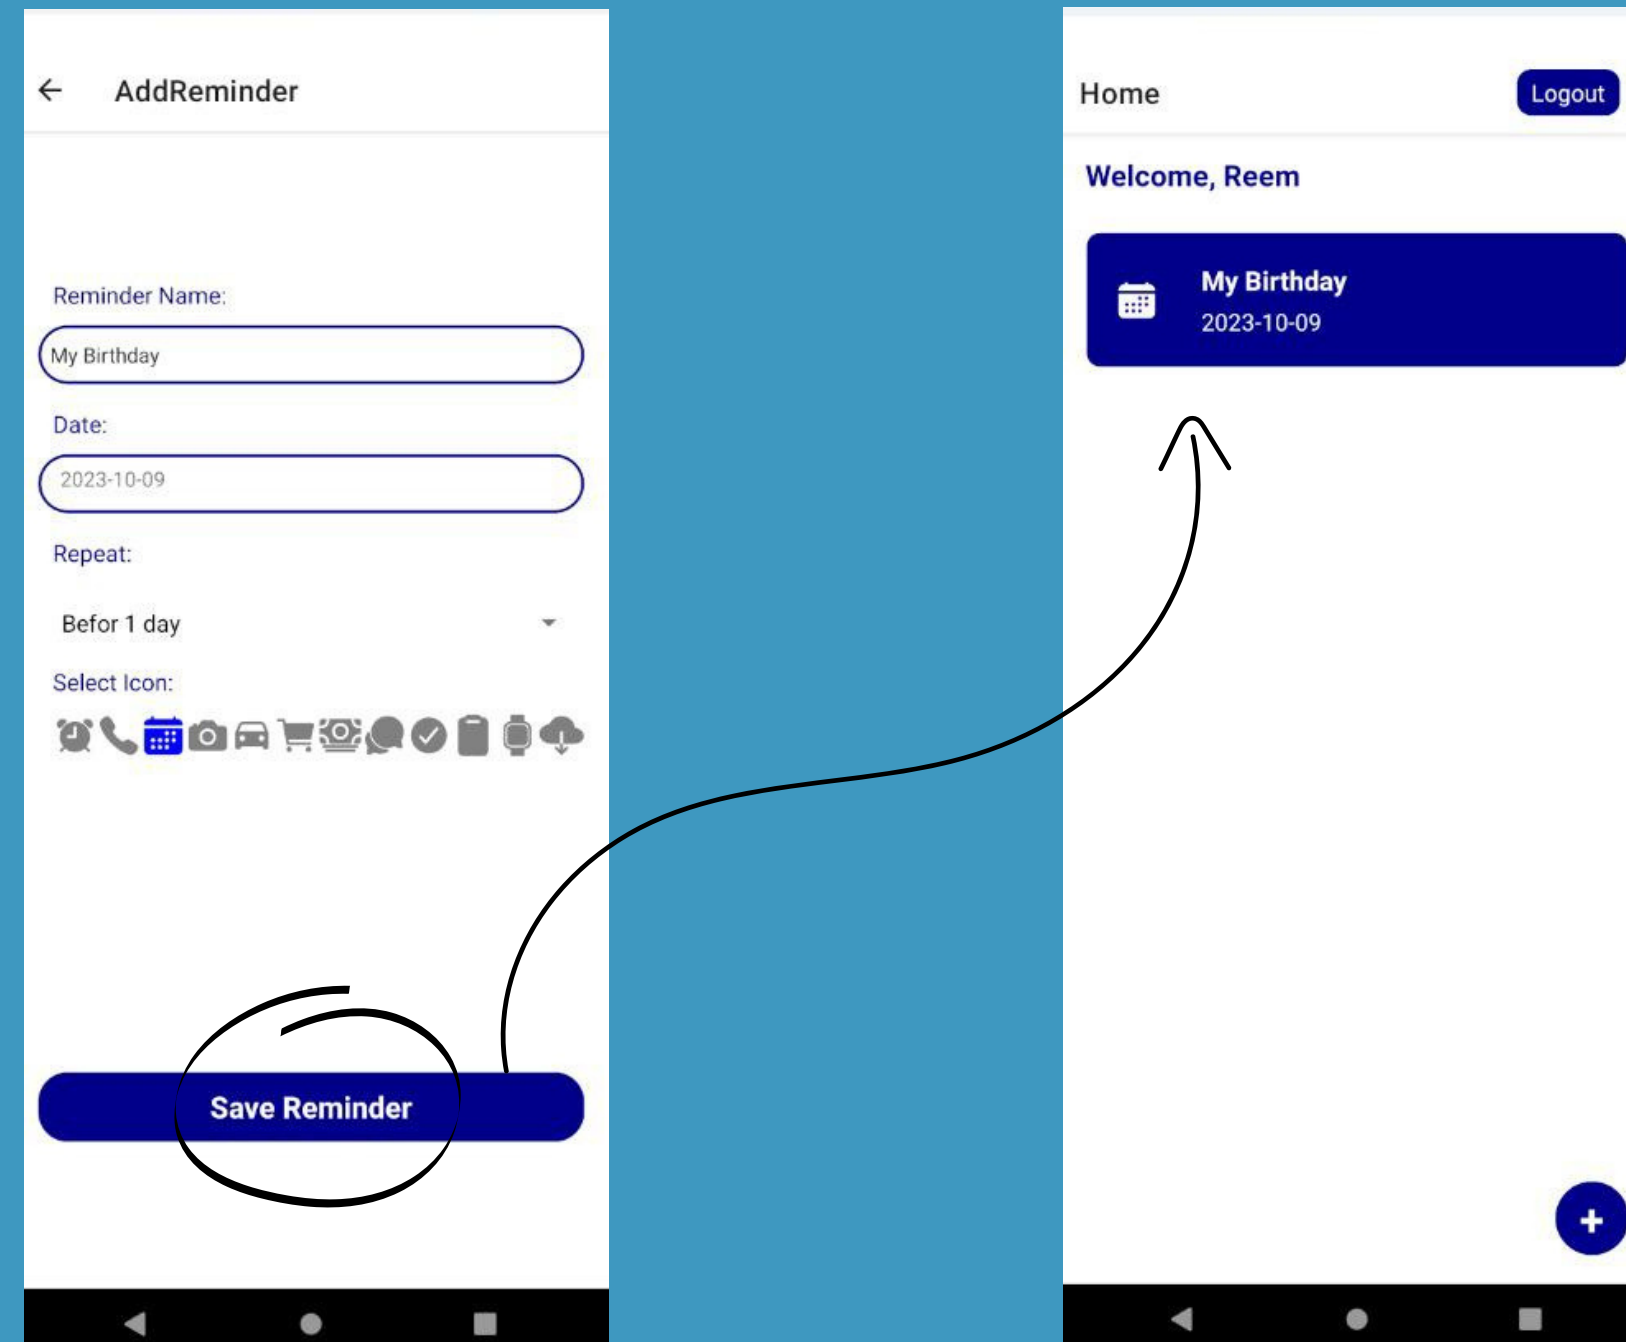 AddReminder
Reminder Name:
My Birthday
Date:
2023-10-09
Repeat:
Befor 1 day
Select Icon:
Save Reminder
Home
Logout
Welcome, Reem
My Birthday
2023-10-09
+